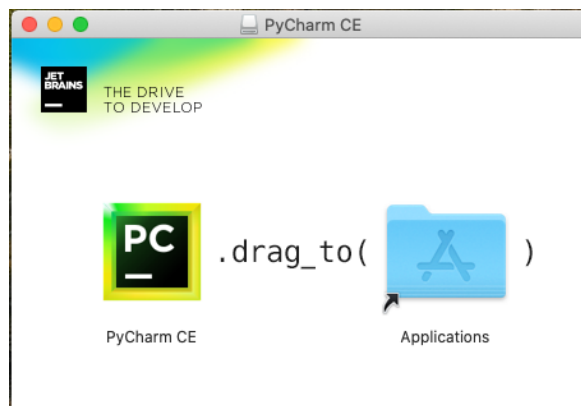 PyCharm CE
JET
BRAINS
THE DRIVE
TO DEVELOP
PC
.drag_to( )
PyCharm CE
Applications